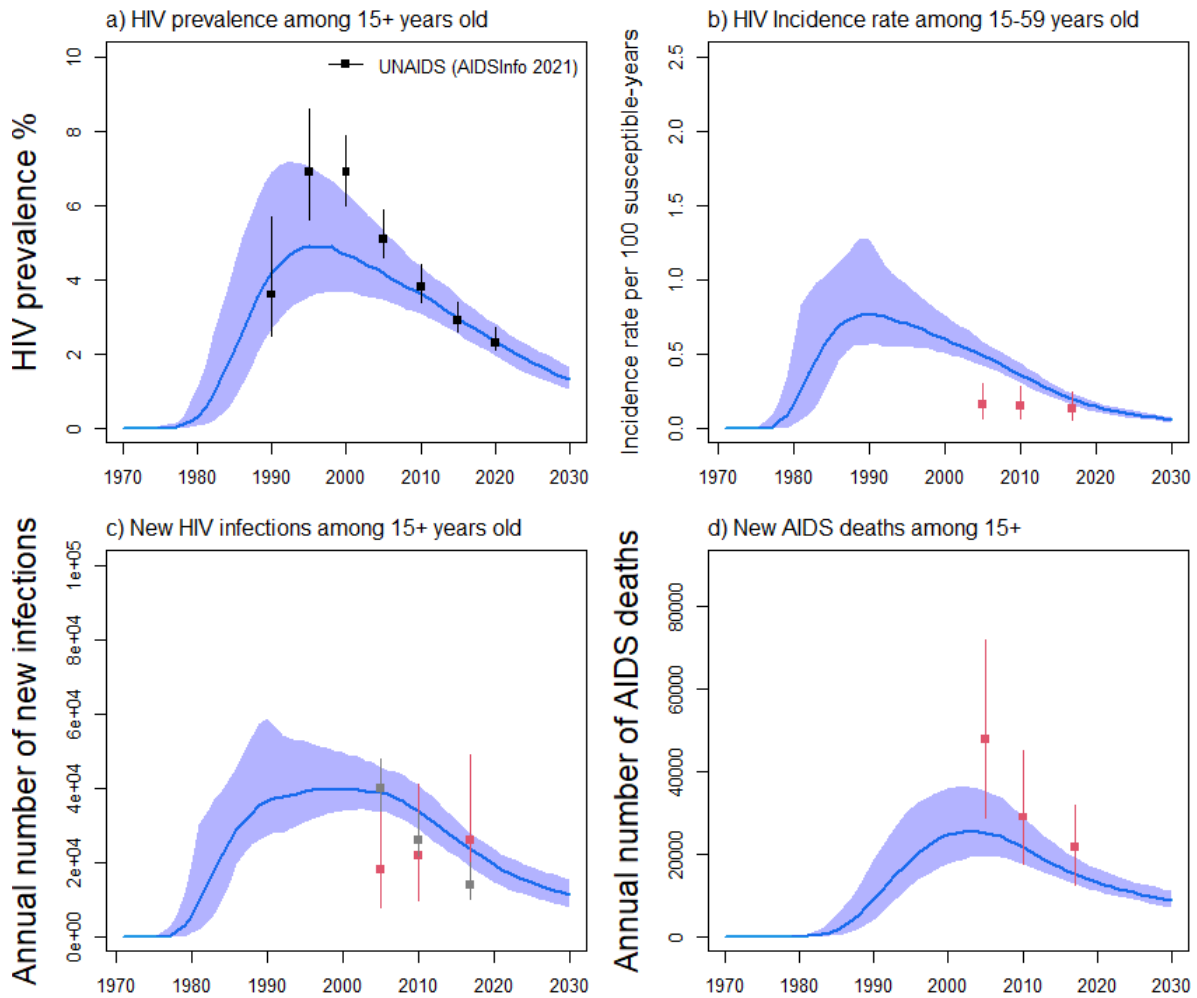 a) HIV prevalence among 15+ years old
HIV prevalence %
10
8
6
4
2
0
UNAIDS (AIDSInfo 2021)
1970 1980 1990 2000 2010 2020 2030
b) HIV Incidence rate among 15-59 years old
Incidence rate per 100 susceptible-years
2.5
2.0
1.5
1.0
0.5
0.0
1970 1980 1990 2000 2010 2020 2030
c) New HIV infections among 15+ years old
Annual number of new infections
1e+05
8e+04
6e+04
4e+04
2e+04
0e+00
1970 1980 1990 2000 2010 2020 2030
d) New AIDS deaths among 15+
Annual number of AIDS deaths
80000
60000
40000
20000
0
1970 1980 1990 2000 2010 2020 2030